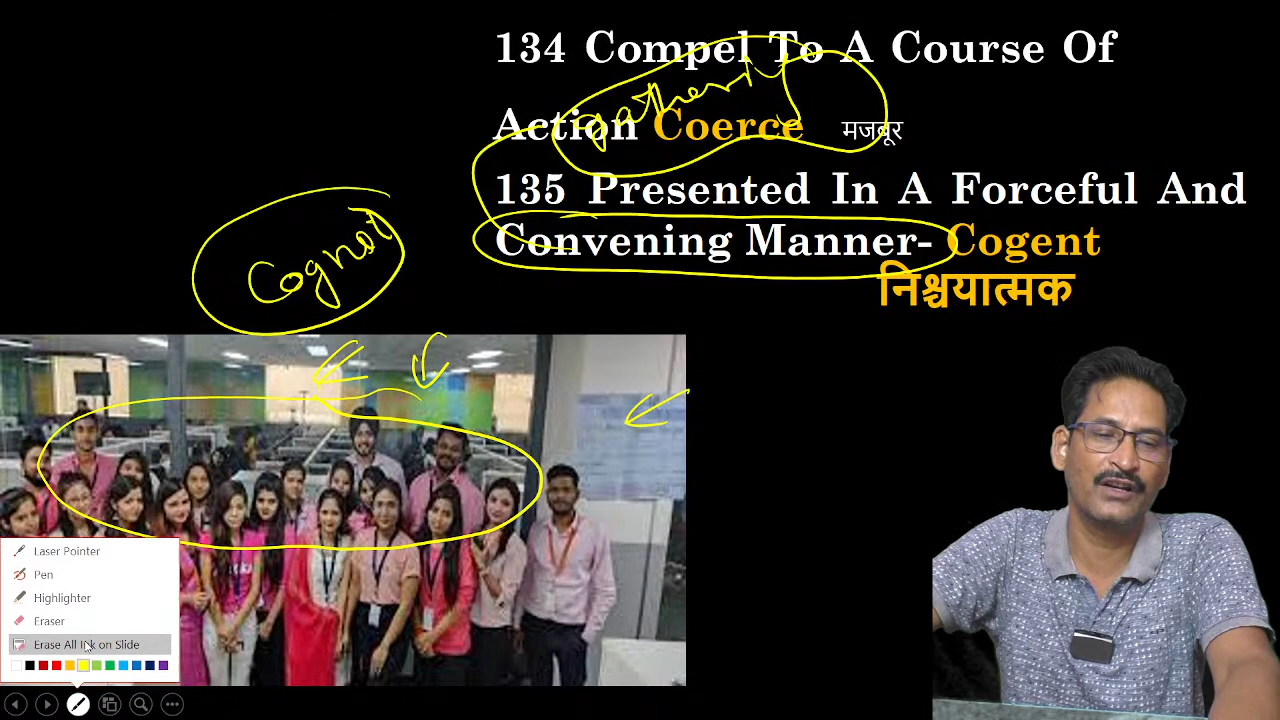 134 Compel To A Course Of
Action Coerce मजबूर
gatherily
135 Presented In A Forceful And
Convening Manner- Cogent
निश्चयात्मक
Cognet
Laser Pointer
Pen
Highlighter
Eraser
Erase All Ink on Slide